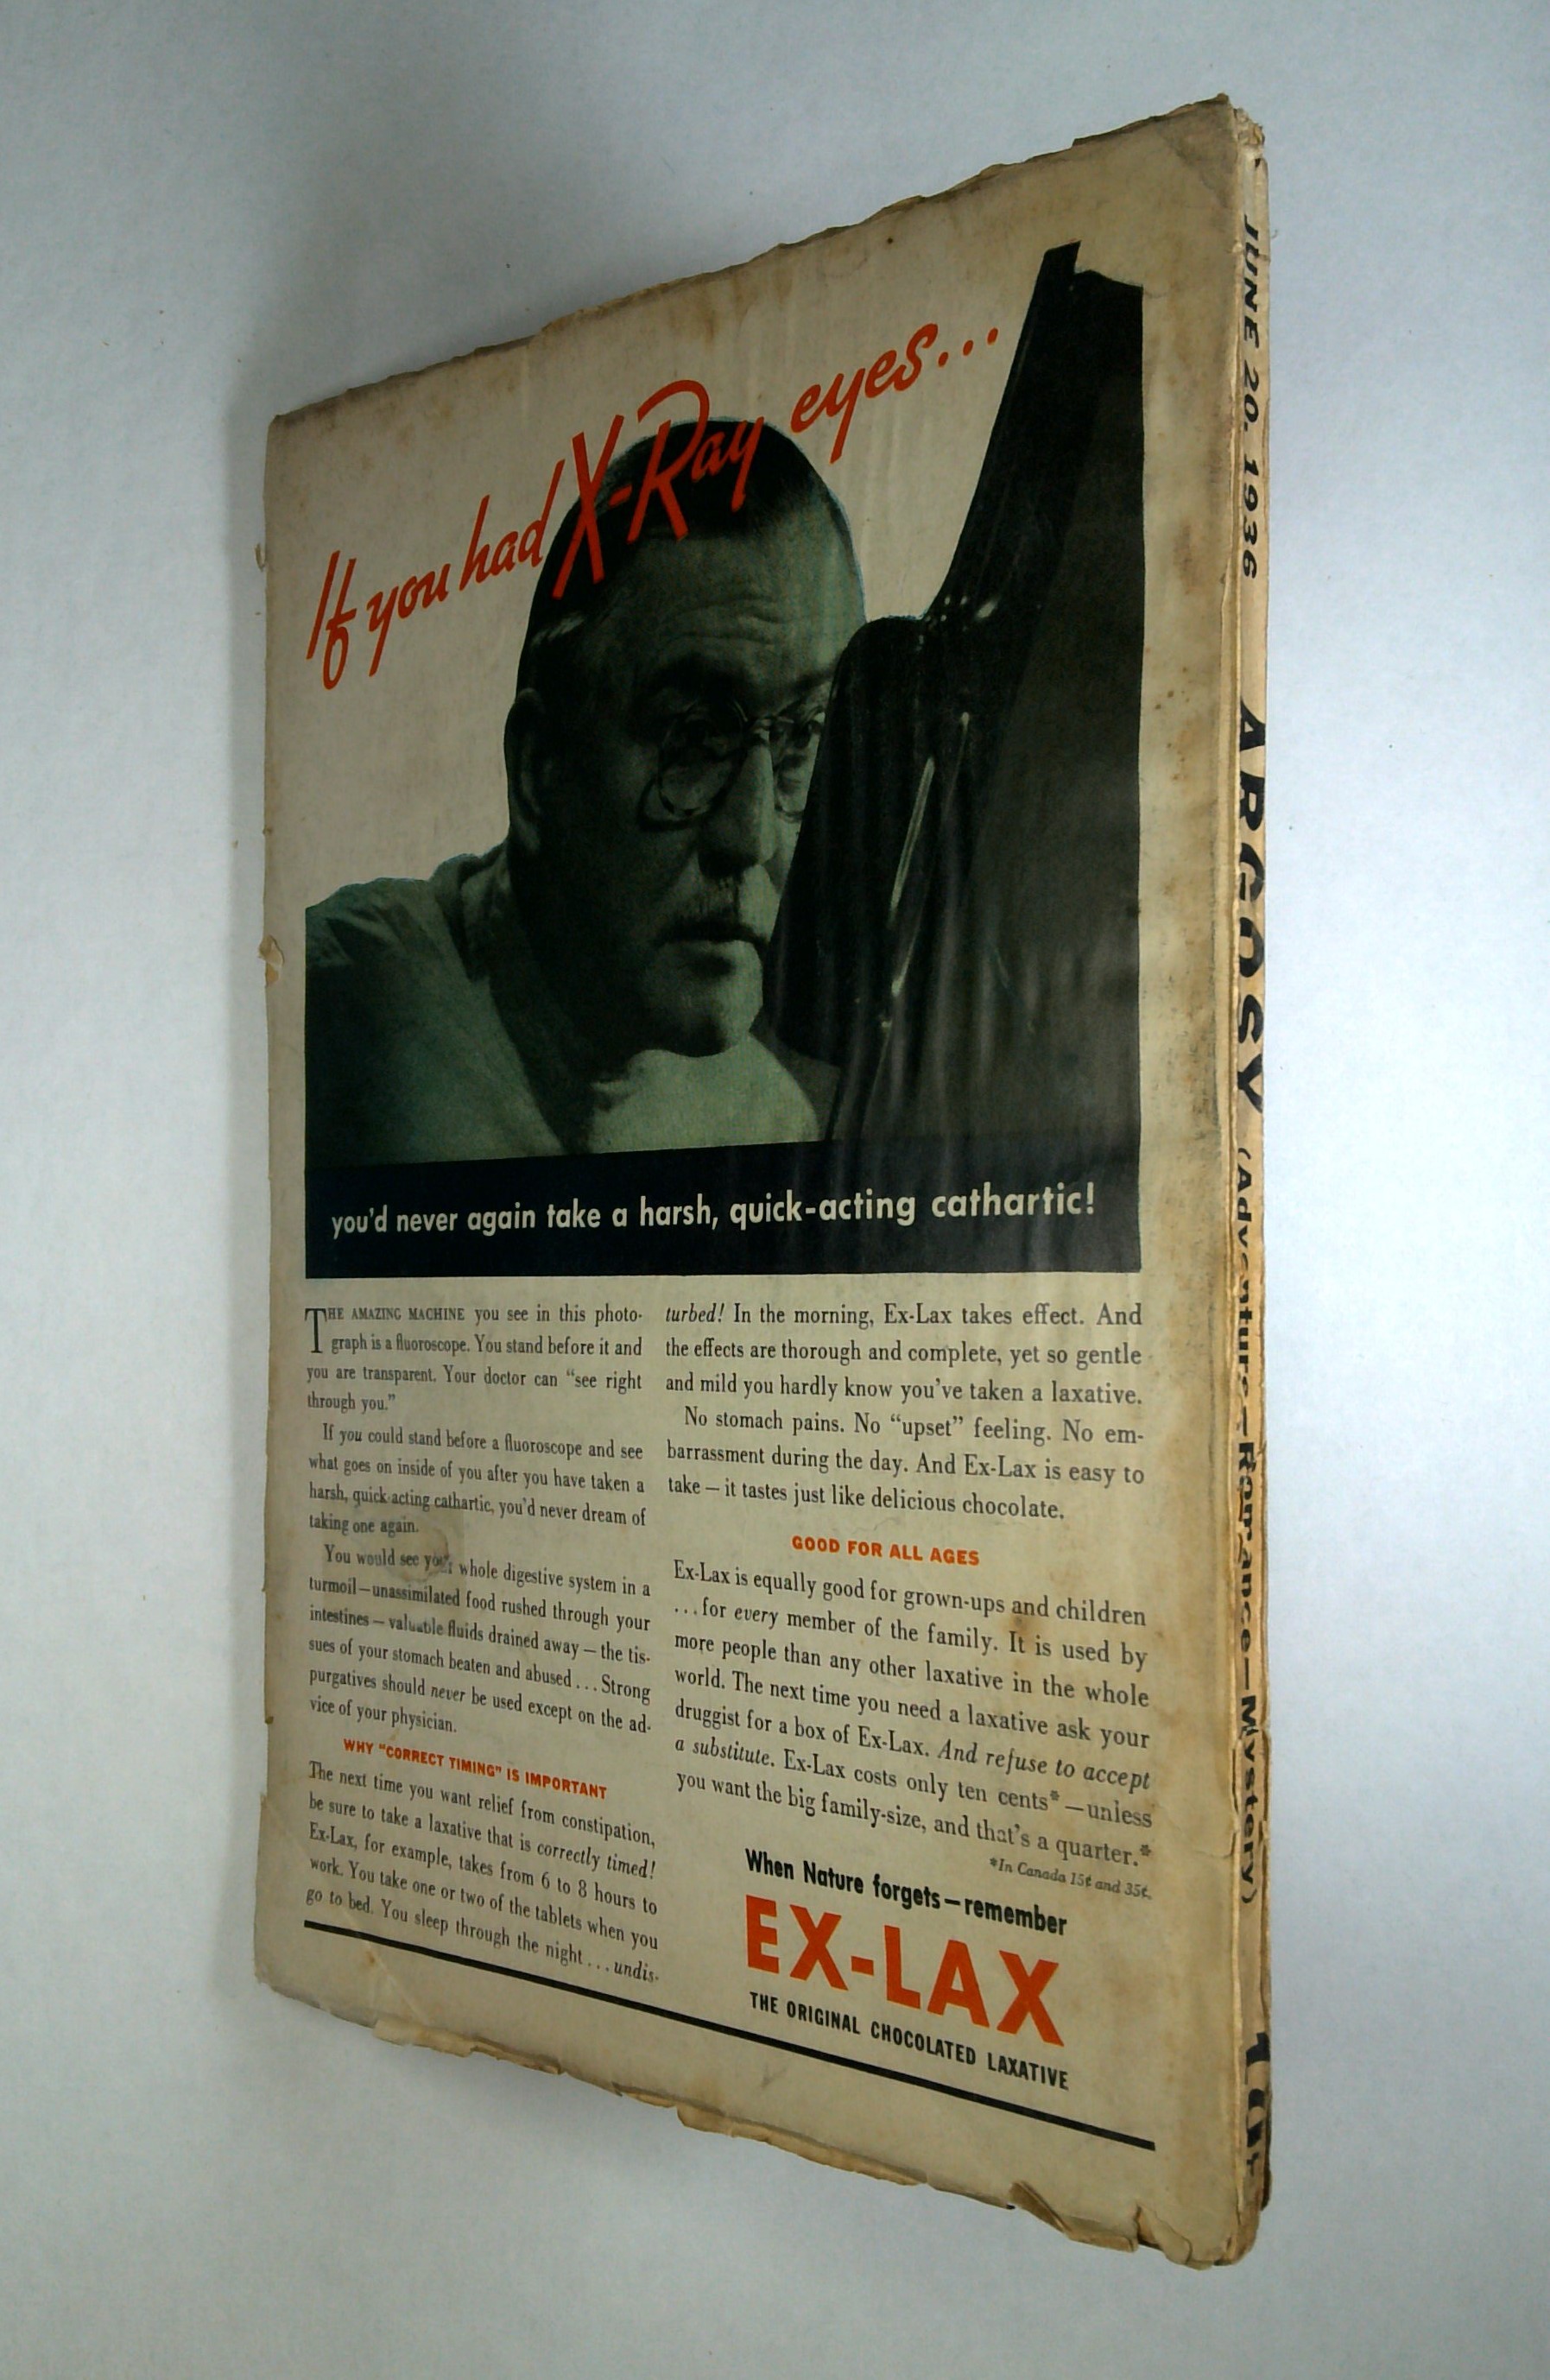 If you had X-Ray eyes...
you'd never again take a harsh, quick-acting cathartic!
THE AMAZING MACHINE you see in this photo-
graph is a fluoroscope. You stand before it and
you are transparent. Your doctor can “see right
through you.”
If you could stand before a fluoroscope and see
what goes on inside of you after you have taken a
harsh, quick-acting cathartic, you'd never dream of
taking one again.
You would see your whole digestive system in a
turmoil—unassimilated food rushed through your
intestines — valuable fluids drained away — the tis-
sues of your stomach beaten and abused . . . Strong
purgatives should never be used except on the ad-
vice of your physician.
WHY “CORRECT TIMING” IS IMPORTANT
The next time you want relief from constipation,
be sure to take a laxative that is correctly timed!
Ex-Lax, for example, takes from 6 to 8 hours to
work. You take one or two of the tablets when you
go to bed. You sleep through the night . . . undis-
turbed! In the morning, Ex-Lax takes effect. And
the effects are thorough and complete, yet so gentle
and mild you hardly know you've taken a laxative.
No stomach pains. No “upset” feeling. No em-
barrassment during the day. And Ex-Lax is easy to
take — it tastes just like delicious chocolate.
GOOD FOR ALL AGES
Ex-Lax is equally good for grown-ups and children
. . . for every member of the family. It is used by
more people than any other laxative in the whole
world. The next time you need a laxative ask your
druggist for a box of Ex-Lax. And refuse to accept
a substitute. Ex-Lax costs only ten cents* —unless
you want the big family-size, and that's a quarter.*
*In Canada 15¢ and 35¢.
When Nature forgets — remember
EX-LAX
THE ORIGINAL CHOCOLATED LAXATIVE
JUNE 20, 1936 ARGOSY (Adventure—Romance—Mystery) 10¢